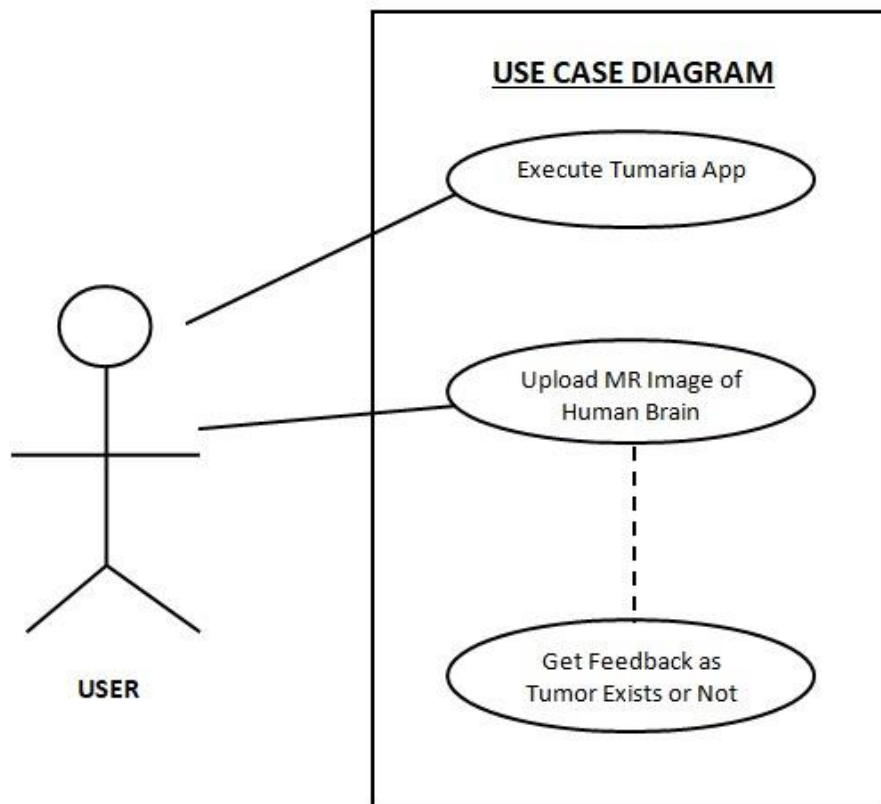 USE CASE DIAGRAM
Execute Tumaria App
Upload MR Image of
Human Brain
Get Feedback as
Tumor Exists or Not
USER